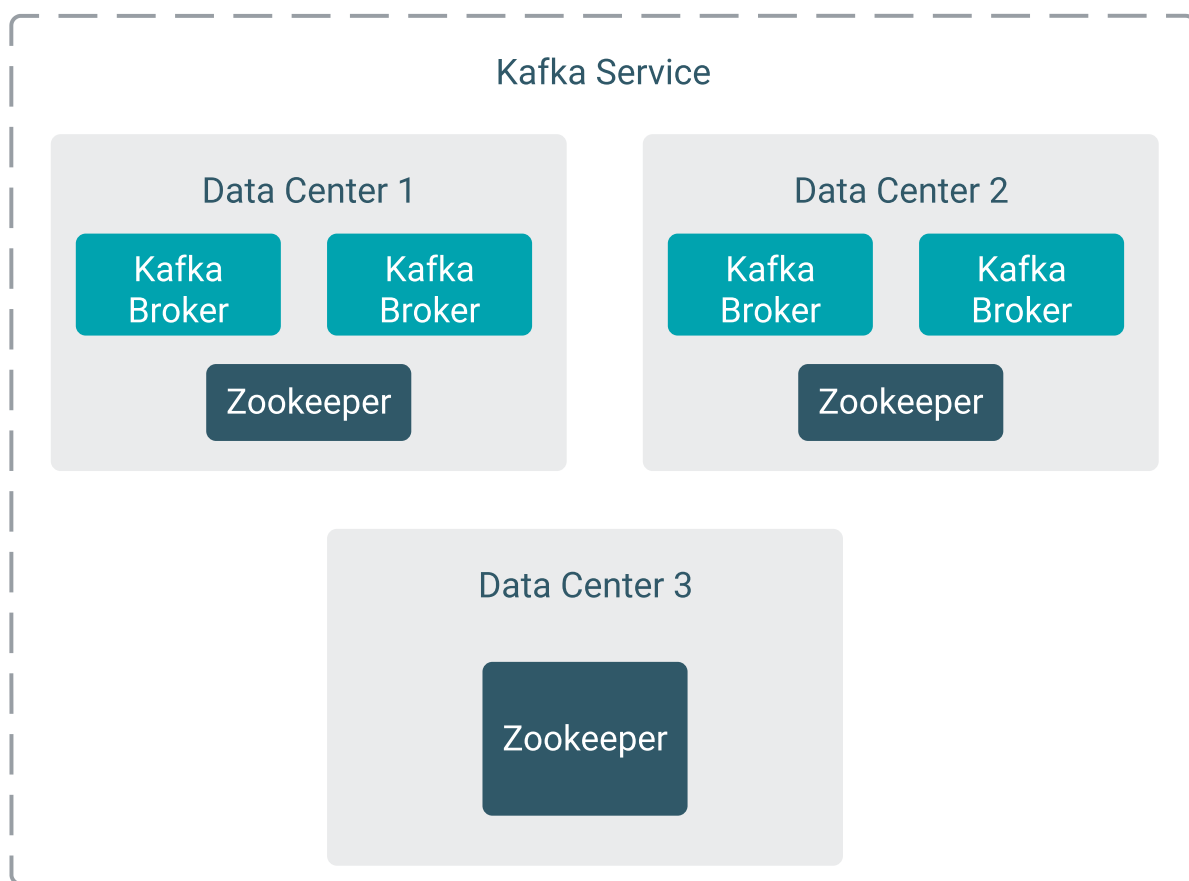 Kafka Service
Data Center 1
Kafka
Broker
Kafka
Broker
Zookeeper
Data Center 2
Kafka
Broker
Kafka
Broker
Zookeeper
Data Center 3
Zookeeper